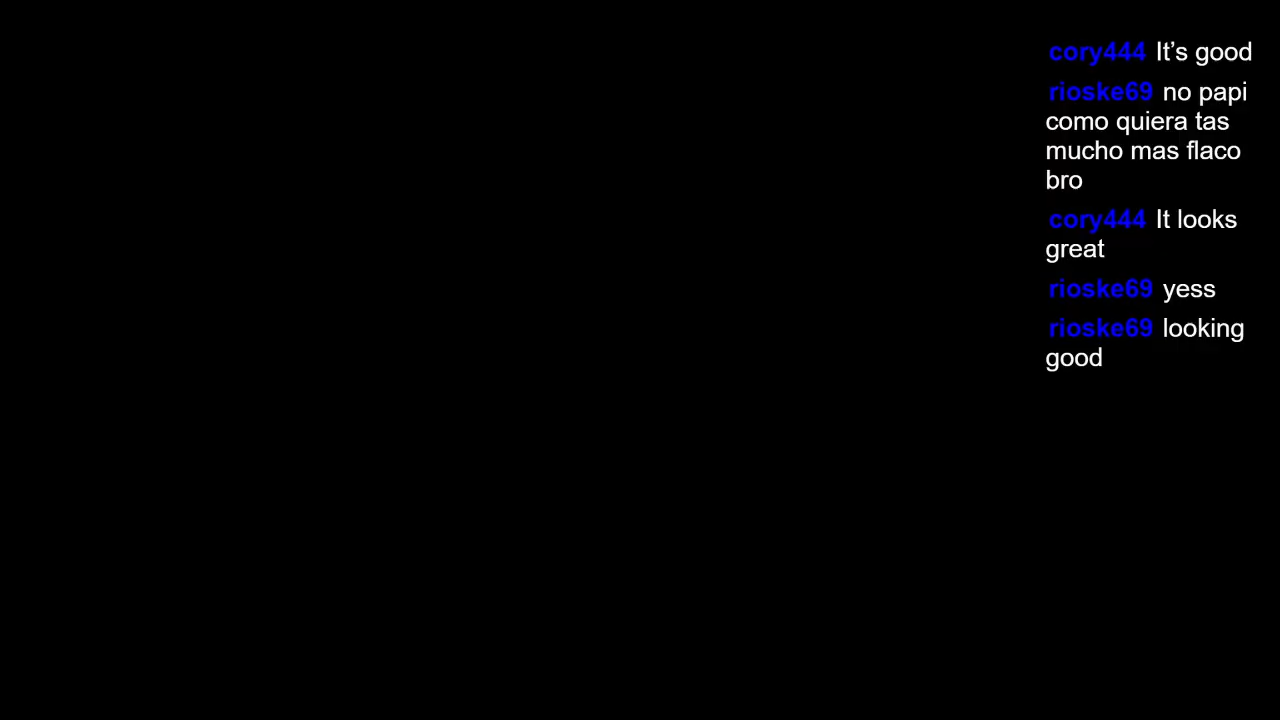 cory444 It’s good
rioske69 no papi
como quiera tas
mucho mas flaco
bro
cory444 It looks
great
rioske69 yess
rioske69 looking
good